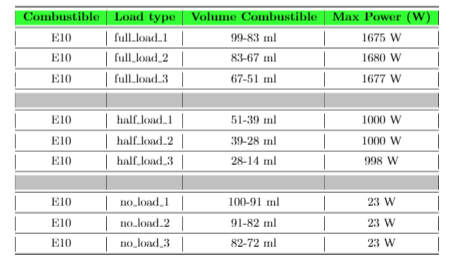 Combustible Load type Volume Combustible Max Power (W)
E10 full_load_1 99-83 ml 1675 W
E10 full_load_2 83-67 ml 1680 W
E10 full_load_3 67-51 ml 1677 W
E10 half_load_1 51-39 ml 1000 W
E10 half_load_2 39-28 ml 1000 W
E10 half_load_3 28-14 ml 998 W
E10 no_load_1 100-91 ml 23 W
E10 no_load_2 91-82 ml 23 W
E10 no_load_3 82-72 ml 23 W